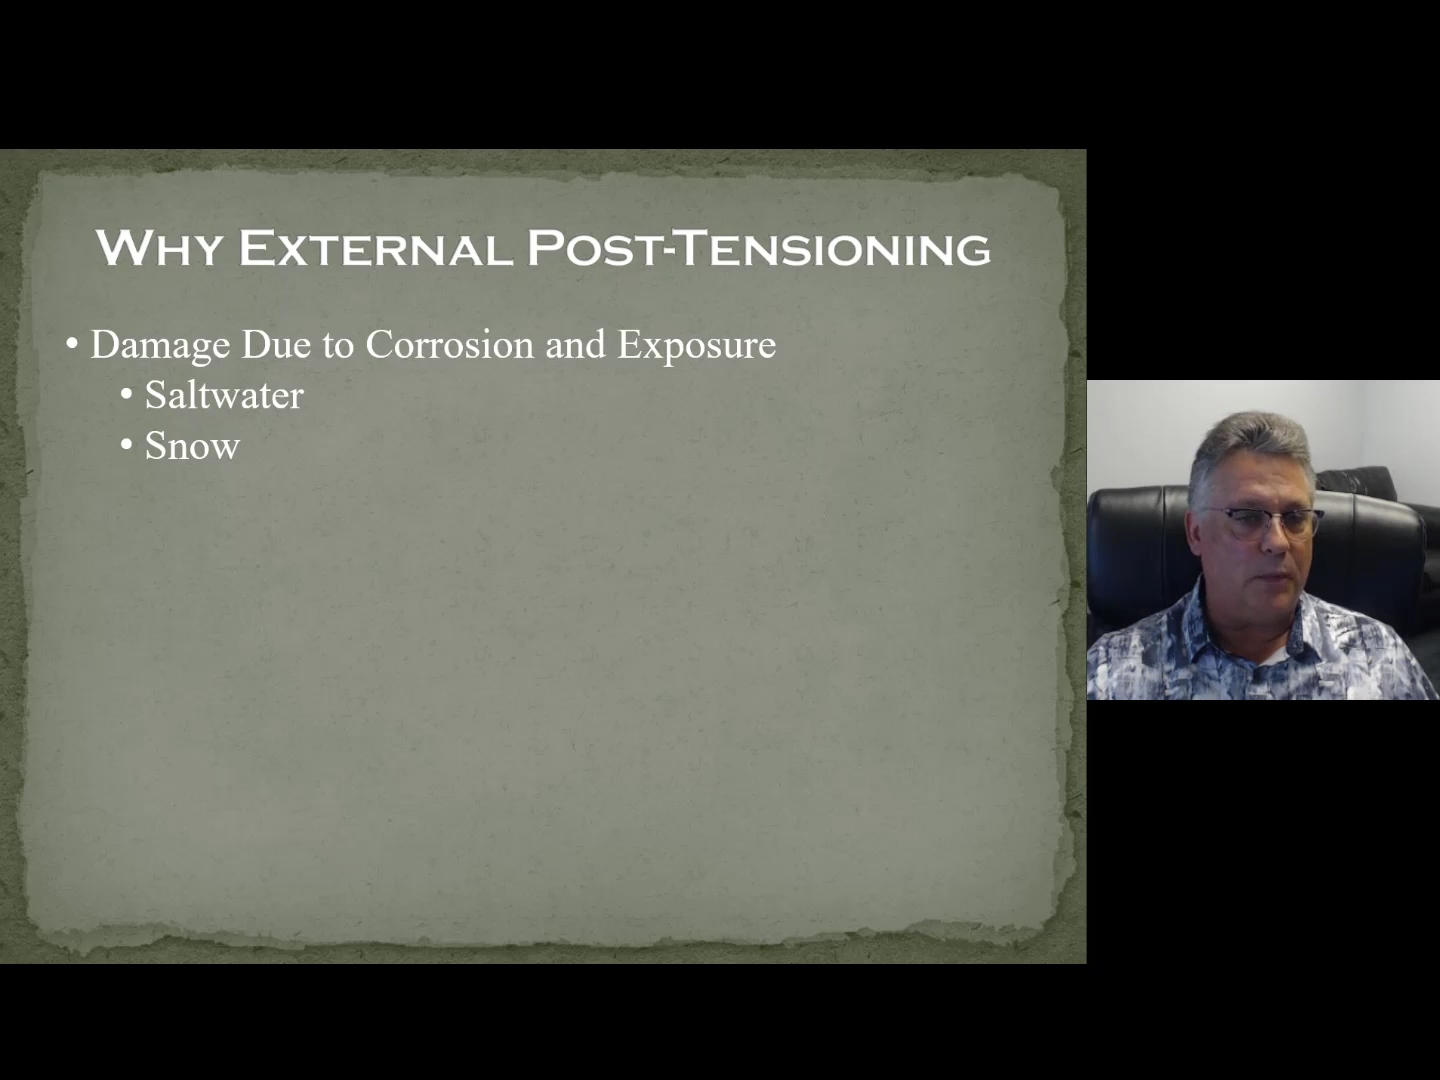 Why External Post-Tensioning
• Damage Due to Corrosion and Exposure
• Saltwater
• Snow